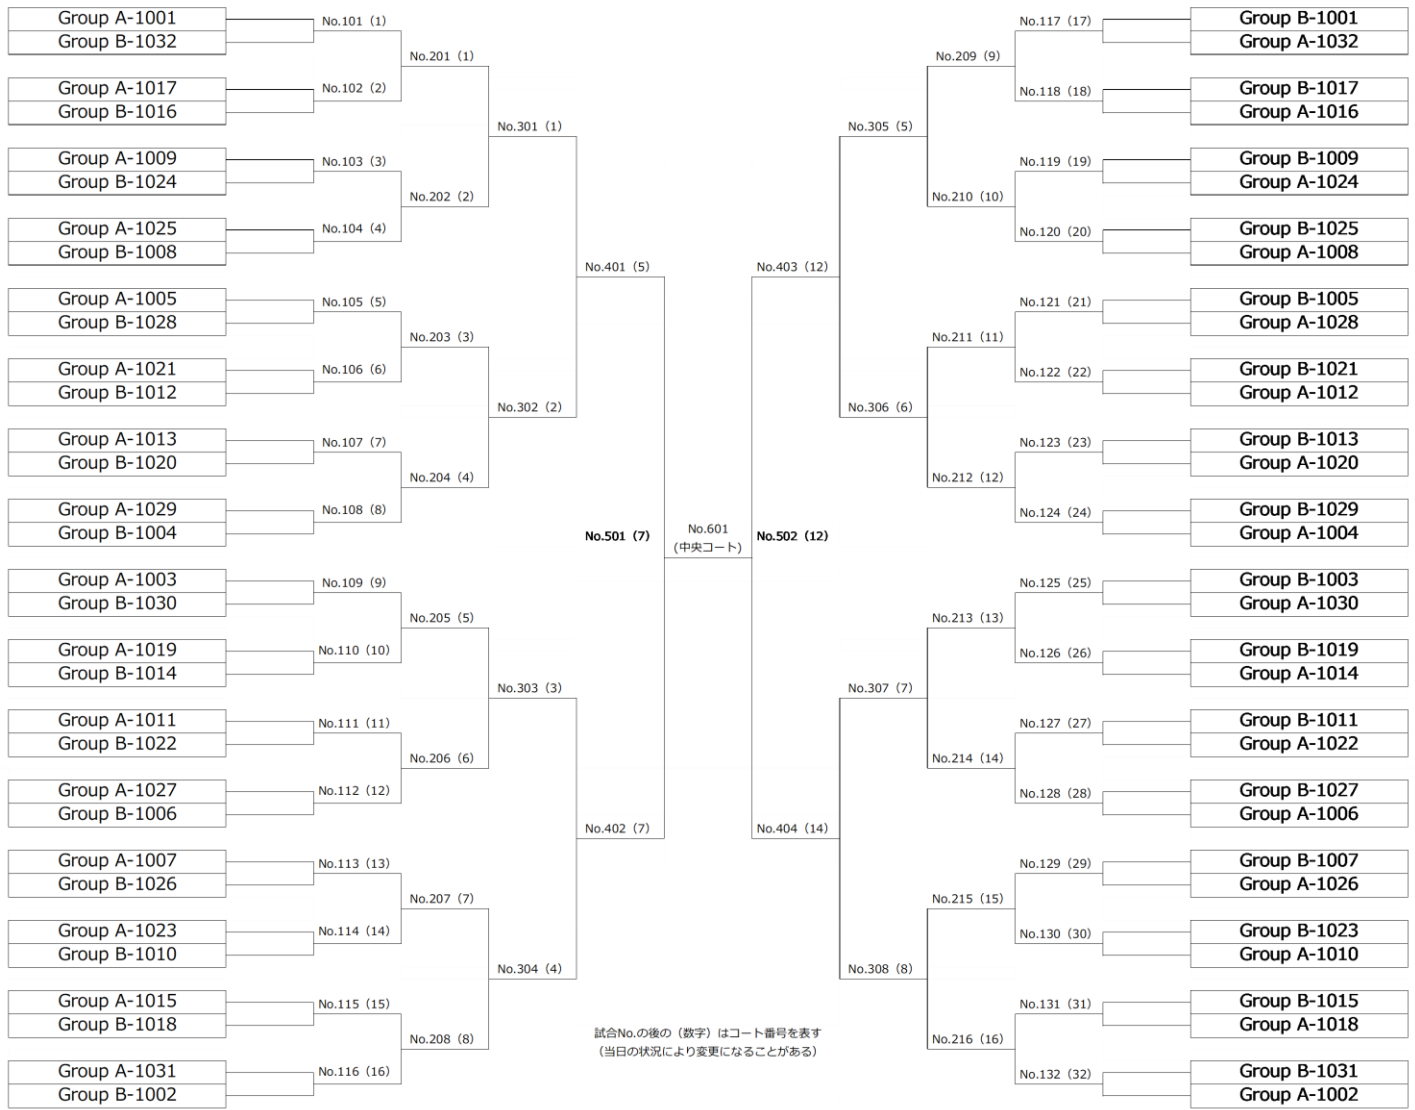 Group A-1001
No.101 (1)
Group B-1032
No.201 (1)
Group A-1017
No.102 (2)
Group B-1016
No.301 (1)
Group A-1009
No.103 (3)
Group B-1024
No.202 (2)
Group A-1025
No.104 (4)
Group B-1008
No.401 (5)
Group A-1005
No.105 (5)
Group B-1028
No.203 (3)
Group A-1021
No.106 (6)
Group B-1012
No.302 (2)
Group A-1013
No.107 (7)
Group B-1020
No.204 (4)
Group A-1029
No.108 (8)
Group B-1004
No.501 (7)
Group A-1003
No.109 (9)
Group B-1030
No.205 (5)
Group A-1019
No.110 (10)
Group B-1014
No.303 (3)
Group A-1011
No.111 (11)
Group B-1022
No.206 (6)
Group A-1027
No.112 (12)
Group B-1006
No.402 (7)
Group A-1007
No.113 (13)
Group B-1026
No.207 (7)
Group A-1023
No.114 (14)
Group B-1010
No.304 (4)
Group A-1015
No.115 (15)
Group B-1018
No.208 (8)
Group A-1031
No.116 (16)
Group B-1002
No.601
(中央コート)
No.117 (17)
Group B-1001
Group A-1032
No.209 (9)
No.118 (18)
Group B-1017
Group A-1016
No.305 (5)
No.119 (19)
Group B-1009
Group A-1024
No.210 (10)
No.120 (20)
Group B-1025
Group A-1008
No.403 (12)
No.121 (21)
Group B-1005
Group A-1028
No.211 (11)
No.122 (22)
Group B-1021
Group A-1012
No.306 (6)
No.123 (23)
Group B-1013
Group A-1020
No.212 (12)
No.124 (24)
Group B-1029
Group A-1004
No.502 (12)
No.125 (25)
Group B-1003
Group A-1030
No.213 (13)
No.126 (26)
Group B-1019
Group A-1014
No.307 (7)
No.127 (27)
Group B-1011
Group A-1022
No.214 (14)
No.128 (28)
Group B-1027
Group A-1006
No.404 (14)
No.129 (29)
Group B-1007
Group A-1026
No.215 (15)
No.130 (30)
Group B-1023
Group A-1010
No.308 (8)
No.131 (31)
Group B-1015
Group A-1018
No.216 (16)
No.132 (32)
Group B-1031
Group A-1002
試合No.の後の（数字）はコート番号を表す
（当日の状況により変更になることがある）